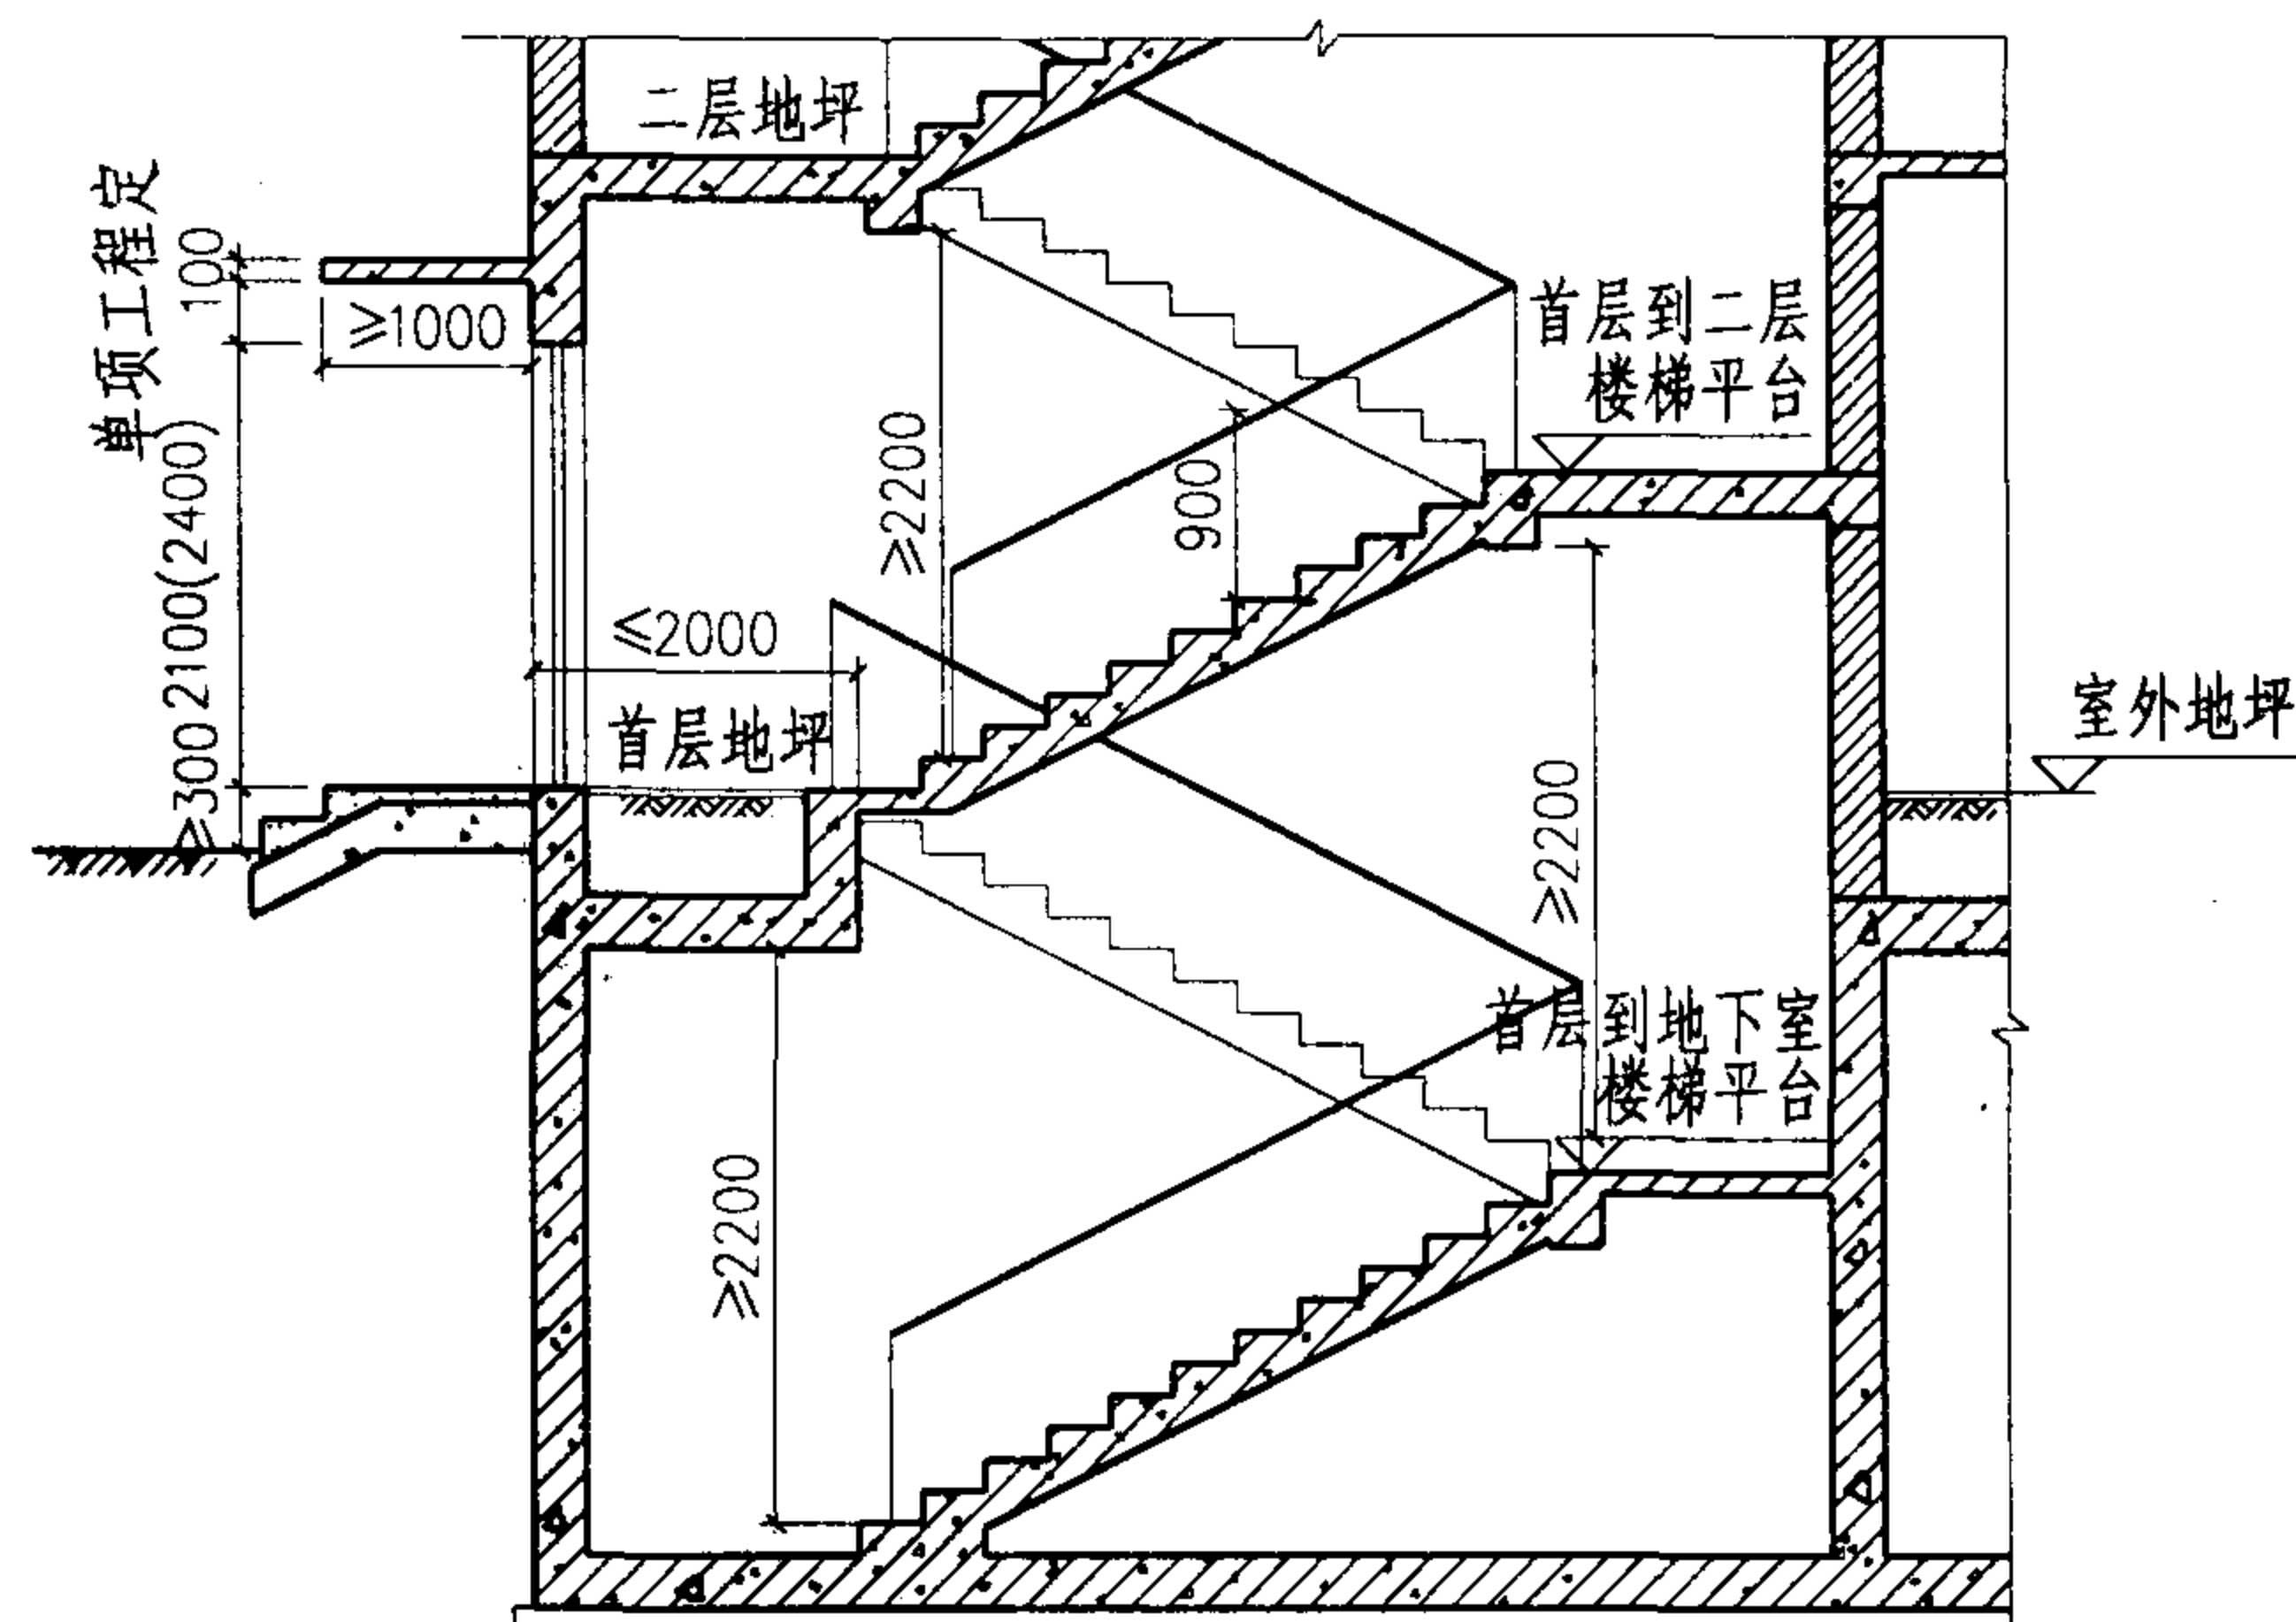 二层地坪
单项工程定
100
≥1000
首层到二层
楼梯平台
2100(2400)
≥2200
900
≤2000
首层地坪
室外地坪
≥300
≥2200
首层到地下室
楼梯平台
≥2200